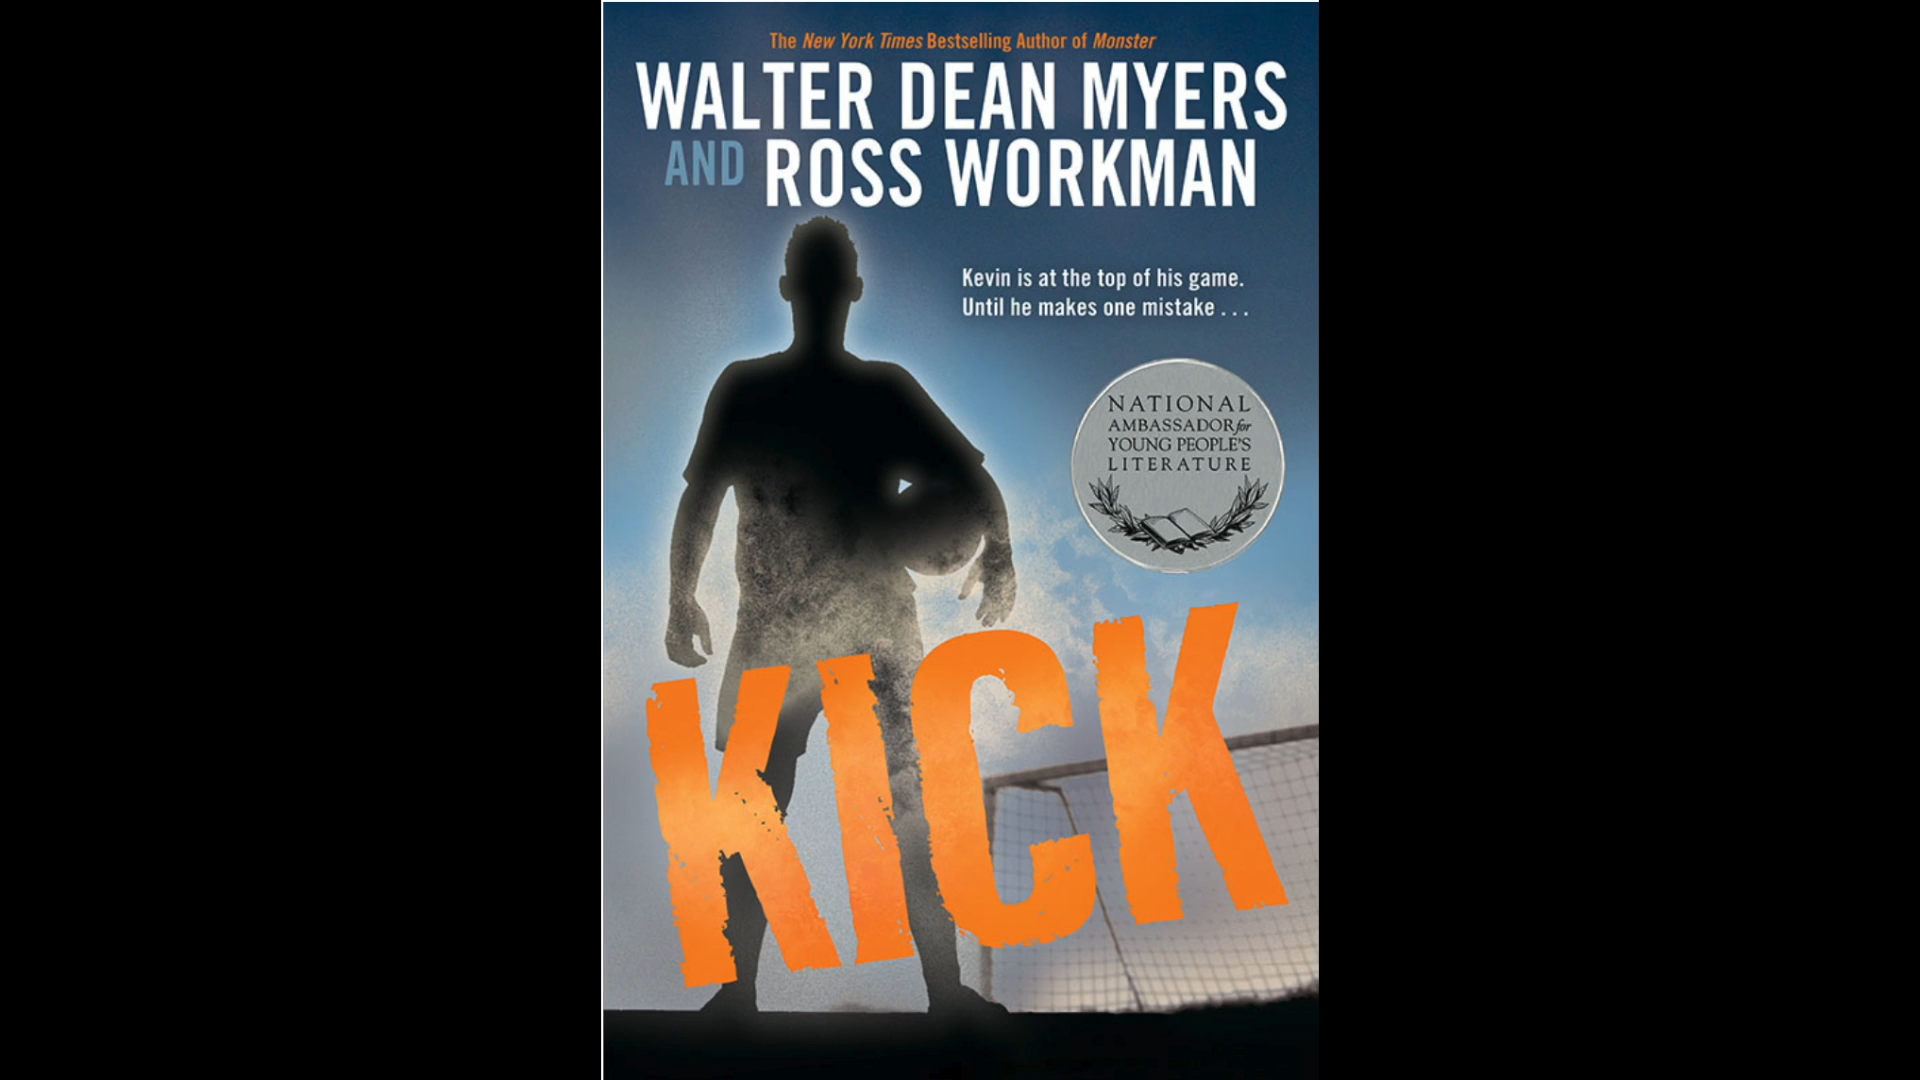 The New York Times Bestselling Author of Monster
WALTER DEAN MYERS
AND ROSS WORKMAN
Kevin is at the top of his game.
Until he makes one mistake . . .
NATIONAL
AMBASSADOR for
YOUNG PEOPLE'S
LITERATURE
KICK